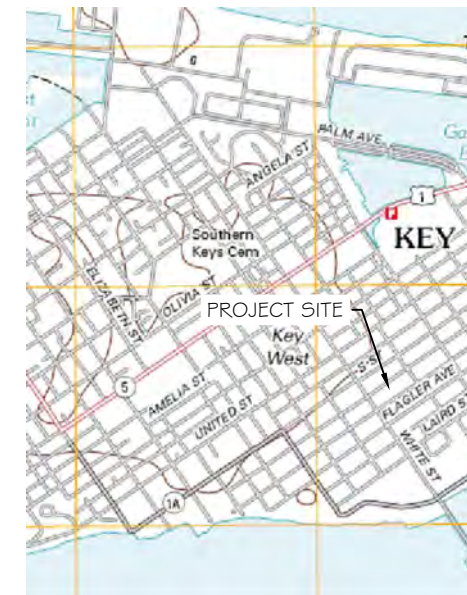 G
PALM AVE
ANGELA ST
1
KEY
Southern
Keys Cem
ELIZABETH ST
OLIVIA ST
PROJECT SITE
Key
West
5
AMELIA ST
UNITED ST
FLAGLER AVE
LAIRD S
WHITE ST
1A